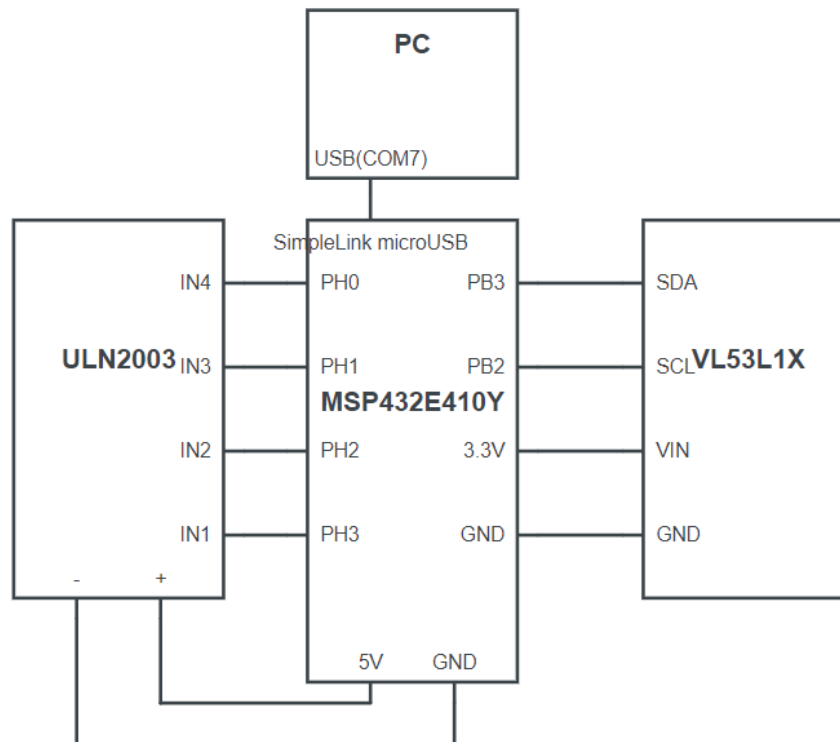 PC
USB(COM7)
SimpleLink microUSB
IN4 PH0 PB3 SDA
ULN2003 IN3 PH1 PB2 SCL VL53L1X
MSP432E410Y
IN2 PH2 3.3V VIN
IN1 PH3 GND GND
- +
5V GND